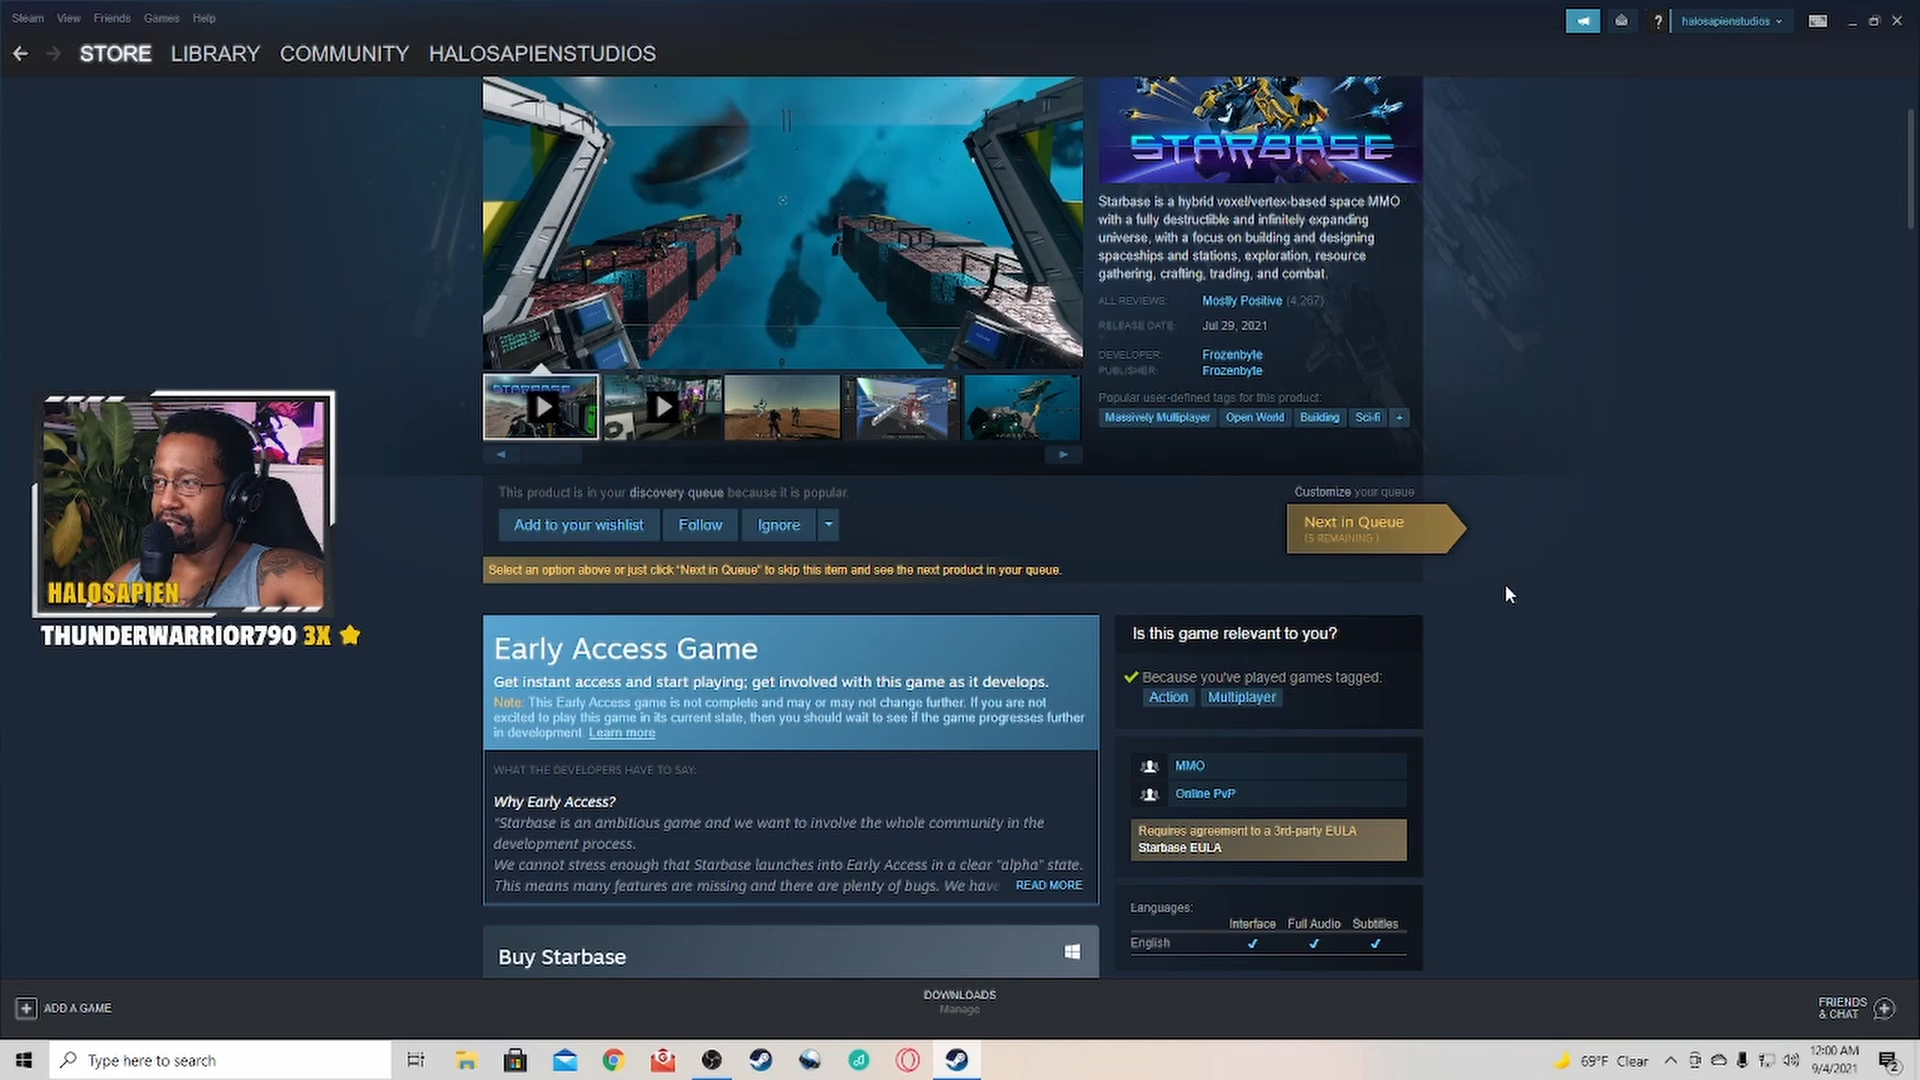 Steam View Friends Games Help
halosapienstudios
STORE LIBRARY COMMUNITY HALOSAPIENSTUDIOS
STARBASE
Starbase is a hybrid voxel/vertex-based space MMO
with a fully destructible and infinitely expanding
universe, with a focus on building and designing
spaceships and stations, exploration, resource
gathering, crafting, trading, and combat.
ALL REVIEWS: Mostly Positive (4,267)
RELEASE DATE: Jul 29, 2021
DEVELOPER: Frozenbyte
PUBLISHER: Frozenbyte
Popular user-defined tags for this product:
Massively Multiplayer Open World Building Sci-fi +
STARBASE
This product is in your discovery queue because it is popular.
Customize your queue
Add to your wishlist Follow Ignore
Next in Queue
(5 REMAINING )
Select an option above or just click "Next in Queue" to skip this item and see the next product in your queue.
HALOSAPIEN
THUNDERWARRIOR790 3X
Early Access Game
Get instant access and start playing; get involved with this game as it develops.
Note: This Early Access game is not complete and may or may not change further. If you are not
excited to play this game in its current state, then you should wait to see if the game progresses further
in development. Learn more
WHAT THE DEVELOPERS HAVE TO SAY:
Why Early Access?
"Starbase is an ambitious game and we want to involve the whole community in the
development process.
We cannot stress enough that Starbase launches into Early Access in a clear "alpha" state.
This means many features are missing and there are plenty of bugs. We have READ MORE
Buy Starbase
Is this game relevant to you?
Because you've played games tagged:
Action Multiplayer
MMO
Online PvP
Requires agreement to a 3rd-party EULA
Starbase EULA
Languages:
Interface Full Audio Subtitles
English
ADD A GAME
DOWNLOADS
Manage
FRIENDS
& CHAT
Type here to search
69°F Clear
12:00 AM
9/4/2021
2